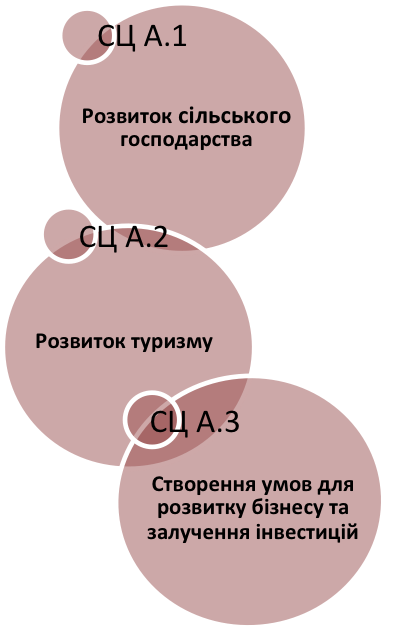 СЦ А.1
Розвиток сільського
господарства
СЦ А.2
Розвиток туризму
СЦ А.3
Створення умов для
розвитку бізнесу та
залучення інвестицій